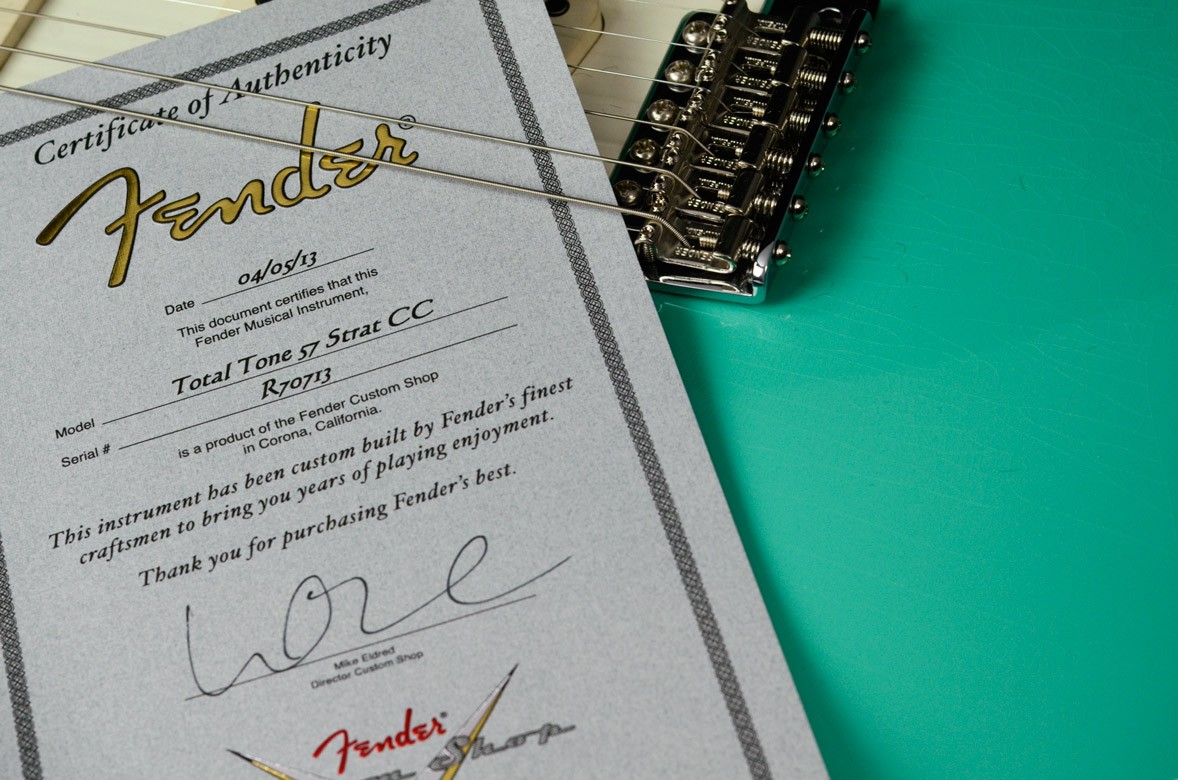 Certificate of Authenticity
Fender®
Date 04/05/13
This document certifies that this
Fender Musical Instrument,
Model Total Tone 57 Strat CC
Serial # R70713
is a product of the Fender Custom Shop
in Corona, California.
This instrument has been custom built by Fender's finest
craftsmen to bring you years of playing enjoyment.
Thank you for purchasing Fender's best.
Mike Eldred
Director Custom Shop
Fender®
Shop